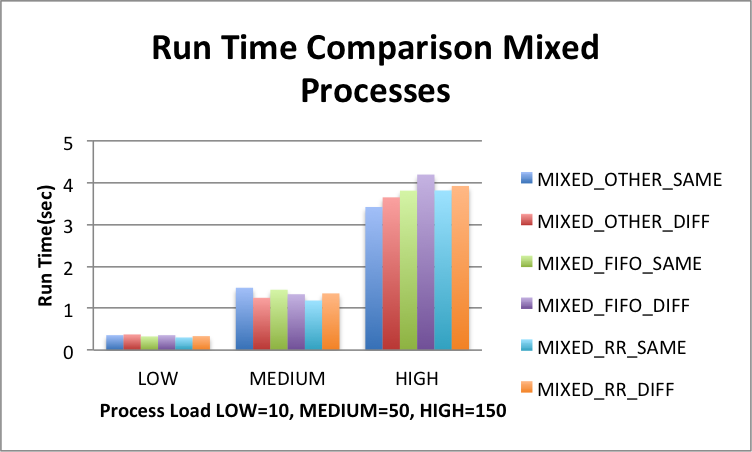 Run Time Comparison Mixed
Processes
5
4
3
2
1
0
Run Time(sec)
LOW MEDIUM HIGH
Process Load LOW=10, MEDIUM=50, HIGH=150
MIXED_OTHER_SAME
MIXED_OTHER_DIFF
MIXED_FIFO_SAME
MIXED_FIFO_DIFF
MIXED_RR_SAME
MIXED_RR_DIFF